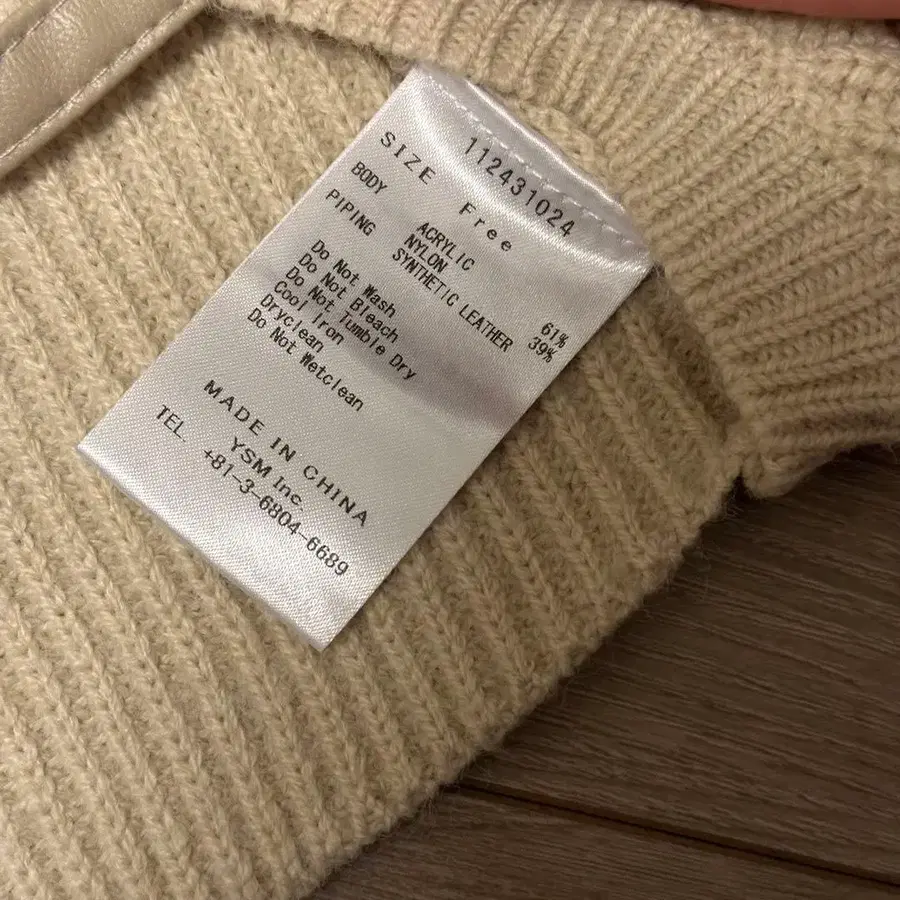 112431024
SIZE Free
BODY ACRYLIC 61%
NYLON 39%
PIPING SYNTHETIC LEATHER
Do Not Wash
Do Not Bleach
Do Not Tumble Dry
Cool Iron
Dryclean
Do Not Wetclean
MADE IN CHINA
YSM Inc.
TEL. +81-3-6804-6689